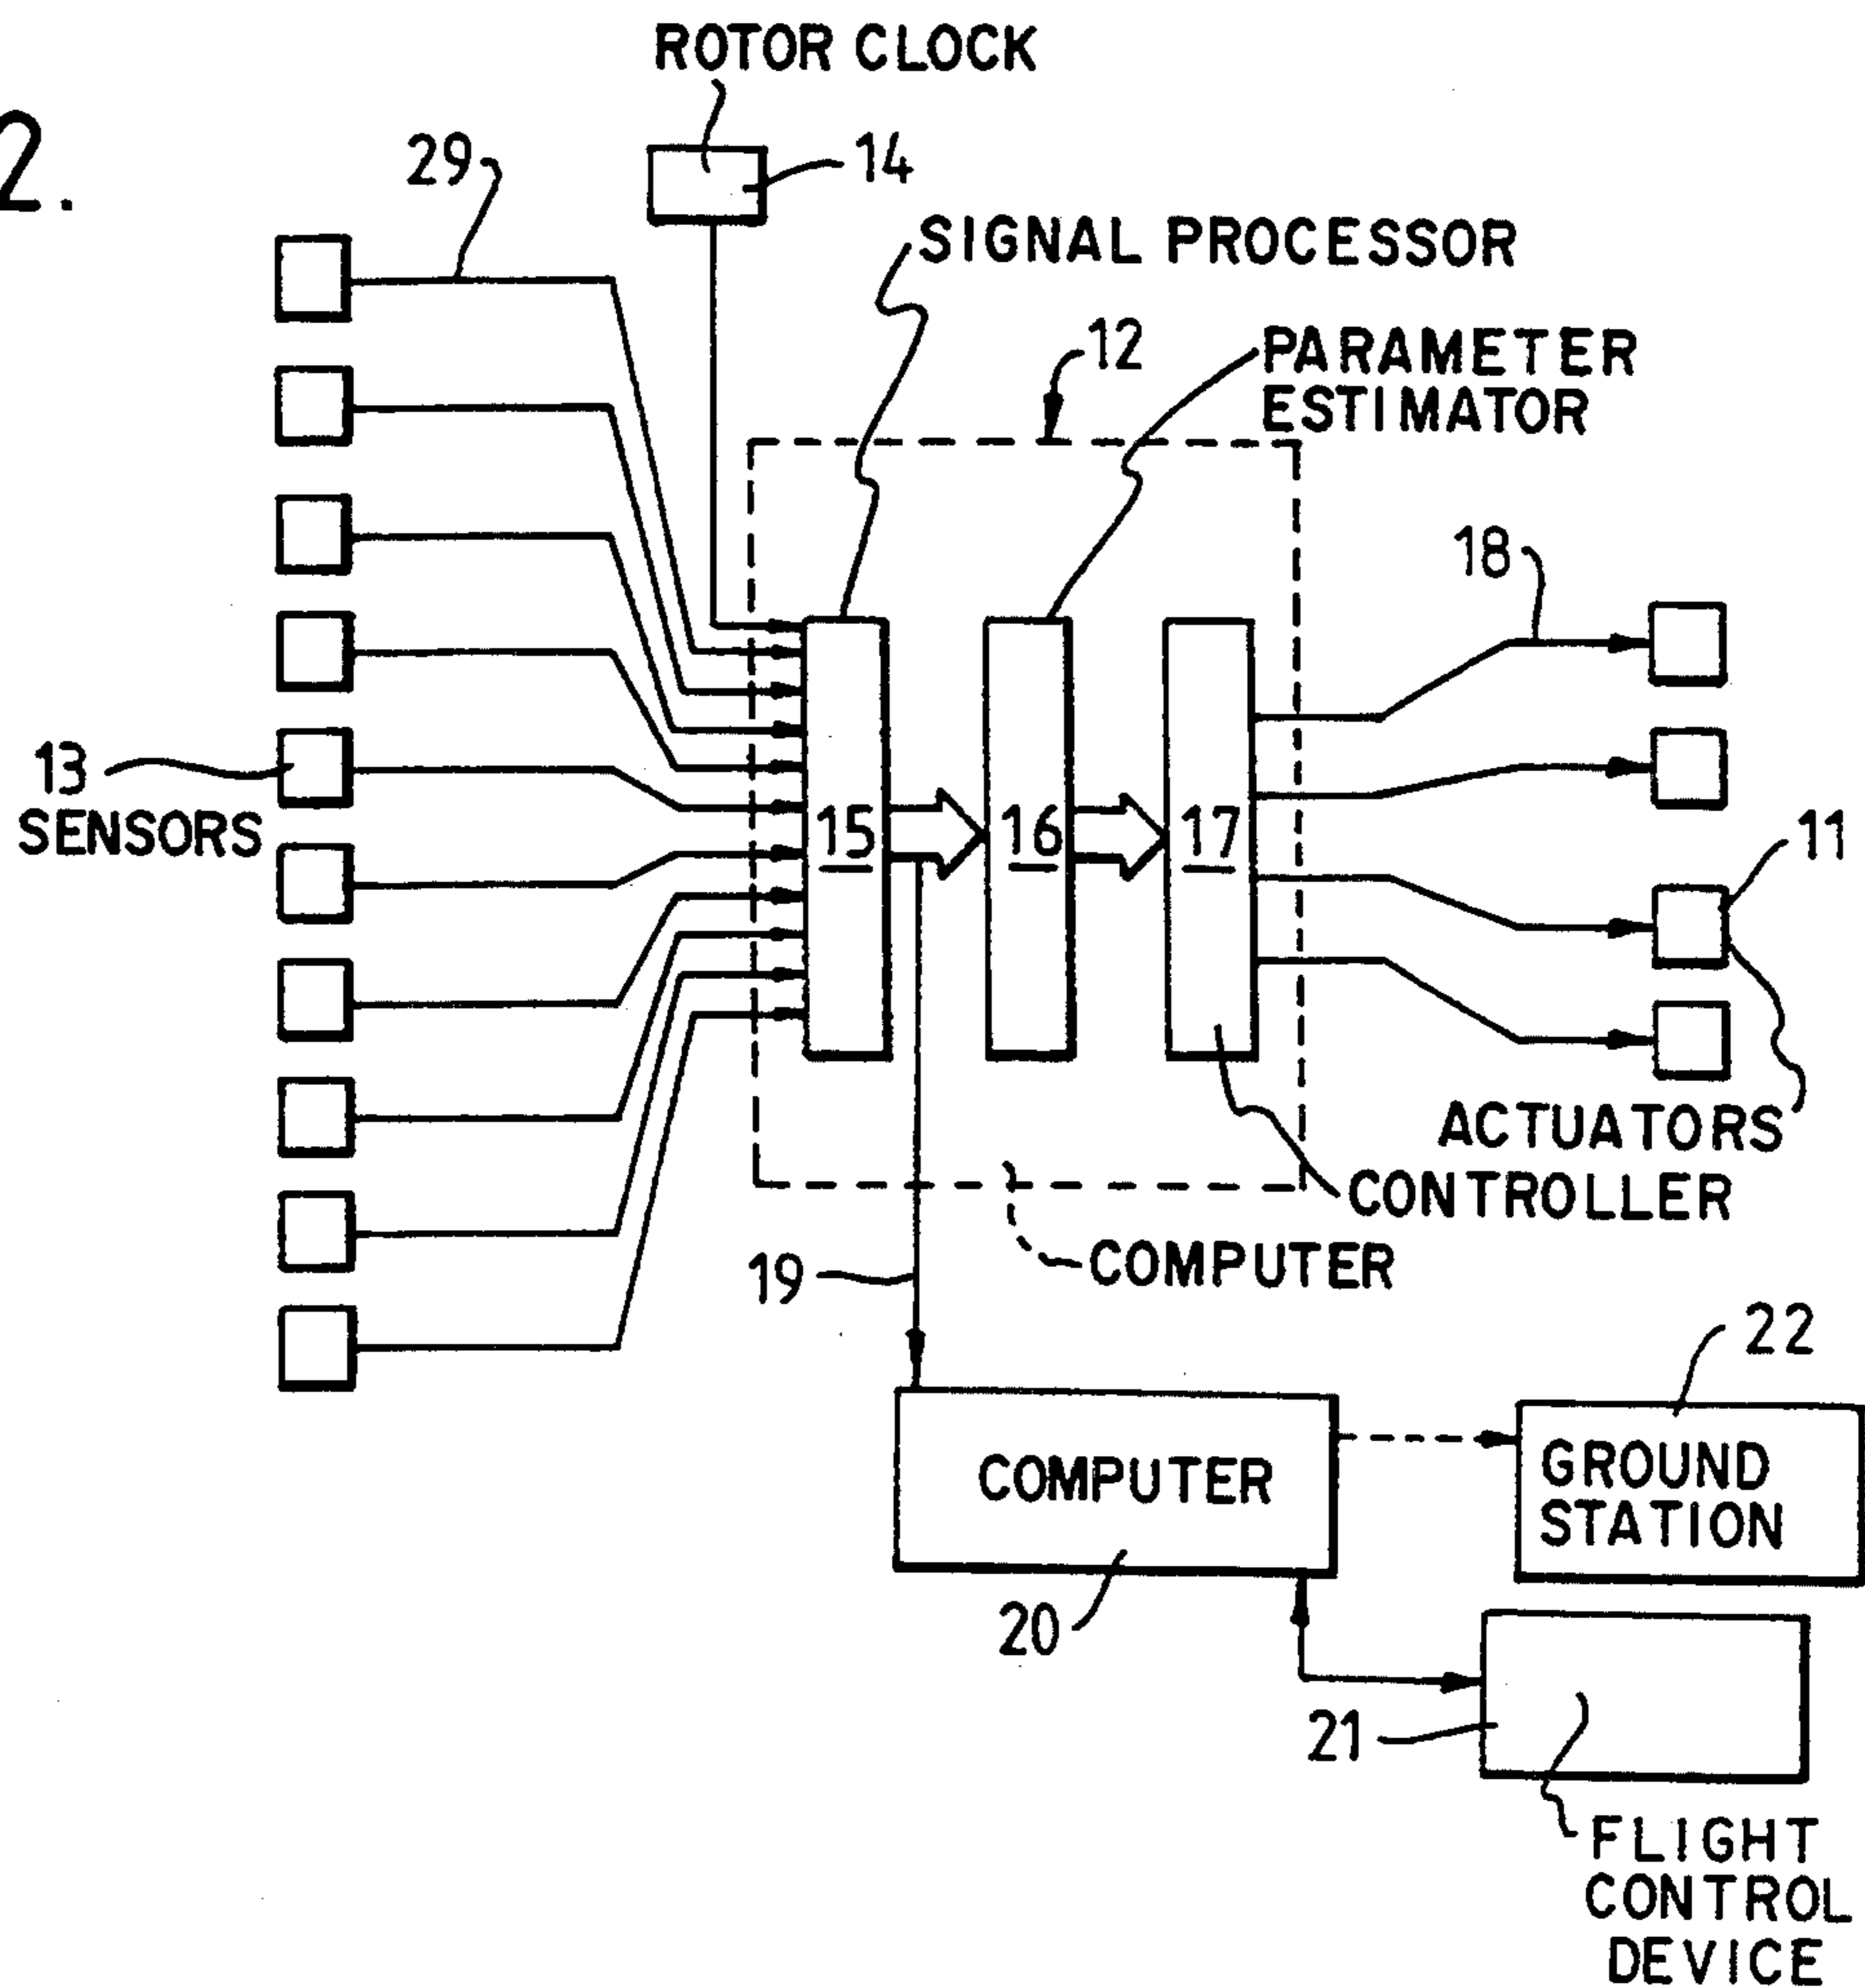 ROTOR CLOCK
2.
29
14
SIGNAL PROCESSOR
12
PARAMETER
ESTIMATOR
18
13
SENSORS
15
16
17
11
ACTUATORS
CONTROLLER
COMPUTER
19
22
COMPUTER
GROUND
STATION
20
21
FLIGHT
CONTROL
DEVICE